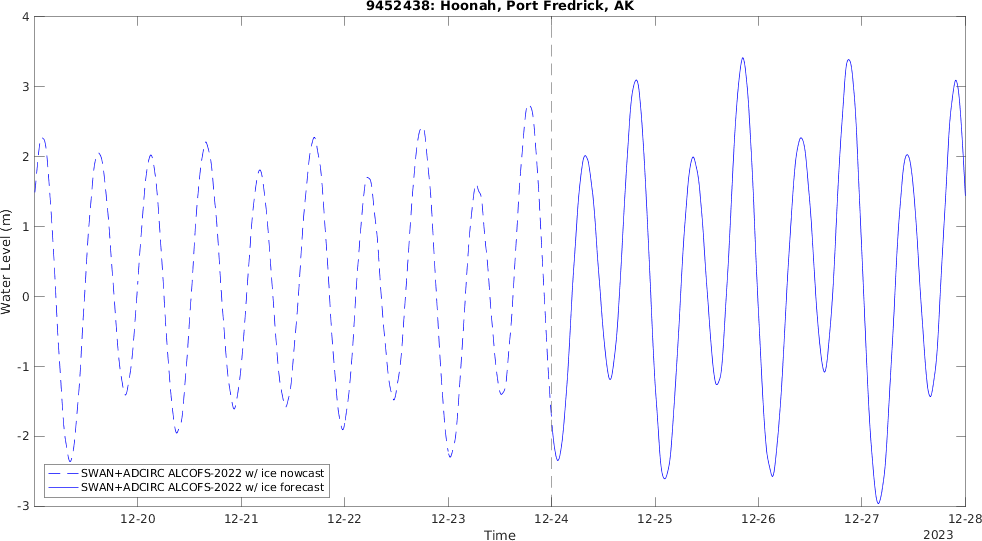 9452438: Hoonah, Port Fredrick, AK
4
3
2
1
0
-1
-2
-3
Water Level (m)
SWAN+ADCIRC ALCOFS-2022 w/ ice nowcast
SWAN+ADCIRC ALCOFS-2022 w/ ice forecast
12-20 12-21 12-22 12-23 12-24 12-25 12-26 12-27 12-28
Time
2023